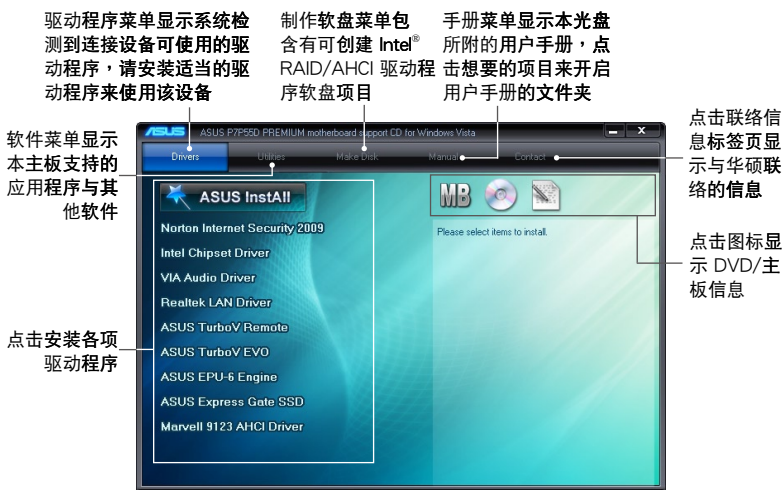 驱动程序菜单显示系统检
测到连接设备可使用的驱
动程序，请安装适当的驱
动程序来使用该设备
制作软盘菜单包
含有可创建 Intel®
RAID/AHCI 驱动程
序软盘项目
手册菜单显示本光盘
所附的用户手册，点
击想要的项目来开启
用户手册的文件夹
点击联络信
息标签页显
示与华硕联
络的信息
软件菜单显示
本主板支持的
应用程序与其
他软件
ASUS ASUS P7P55D PREMIUM motherboard support CD for Windows Vista
Drivers Utilities Make Disk Manual Contact
ASUS InstAll
MB
Norton Internet Security 2009
Please select items to install.
Intel Chipset Driver
VIA Audio Driver
Realtek LAN Driver
ASUS TurboV Remote
ASUS TurboV EVO
ASUS EPU-6 Engine
ASUS Express Gate SSD
Marvell 9123 AHCI Driver
点击图标显
示 DVD/主
板信息
点击安装各项
驱动程序